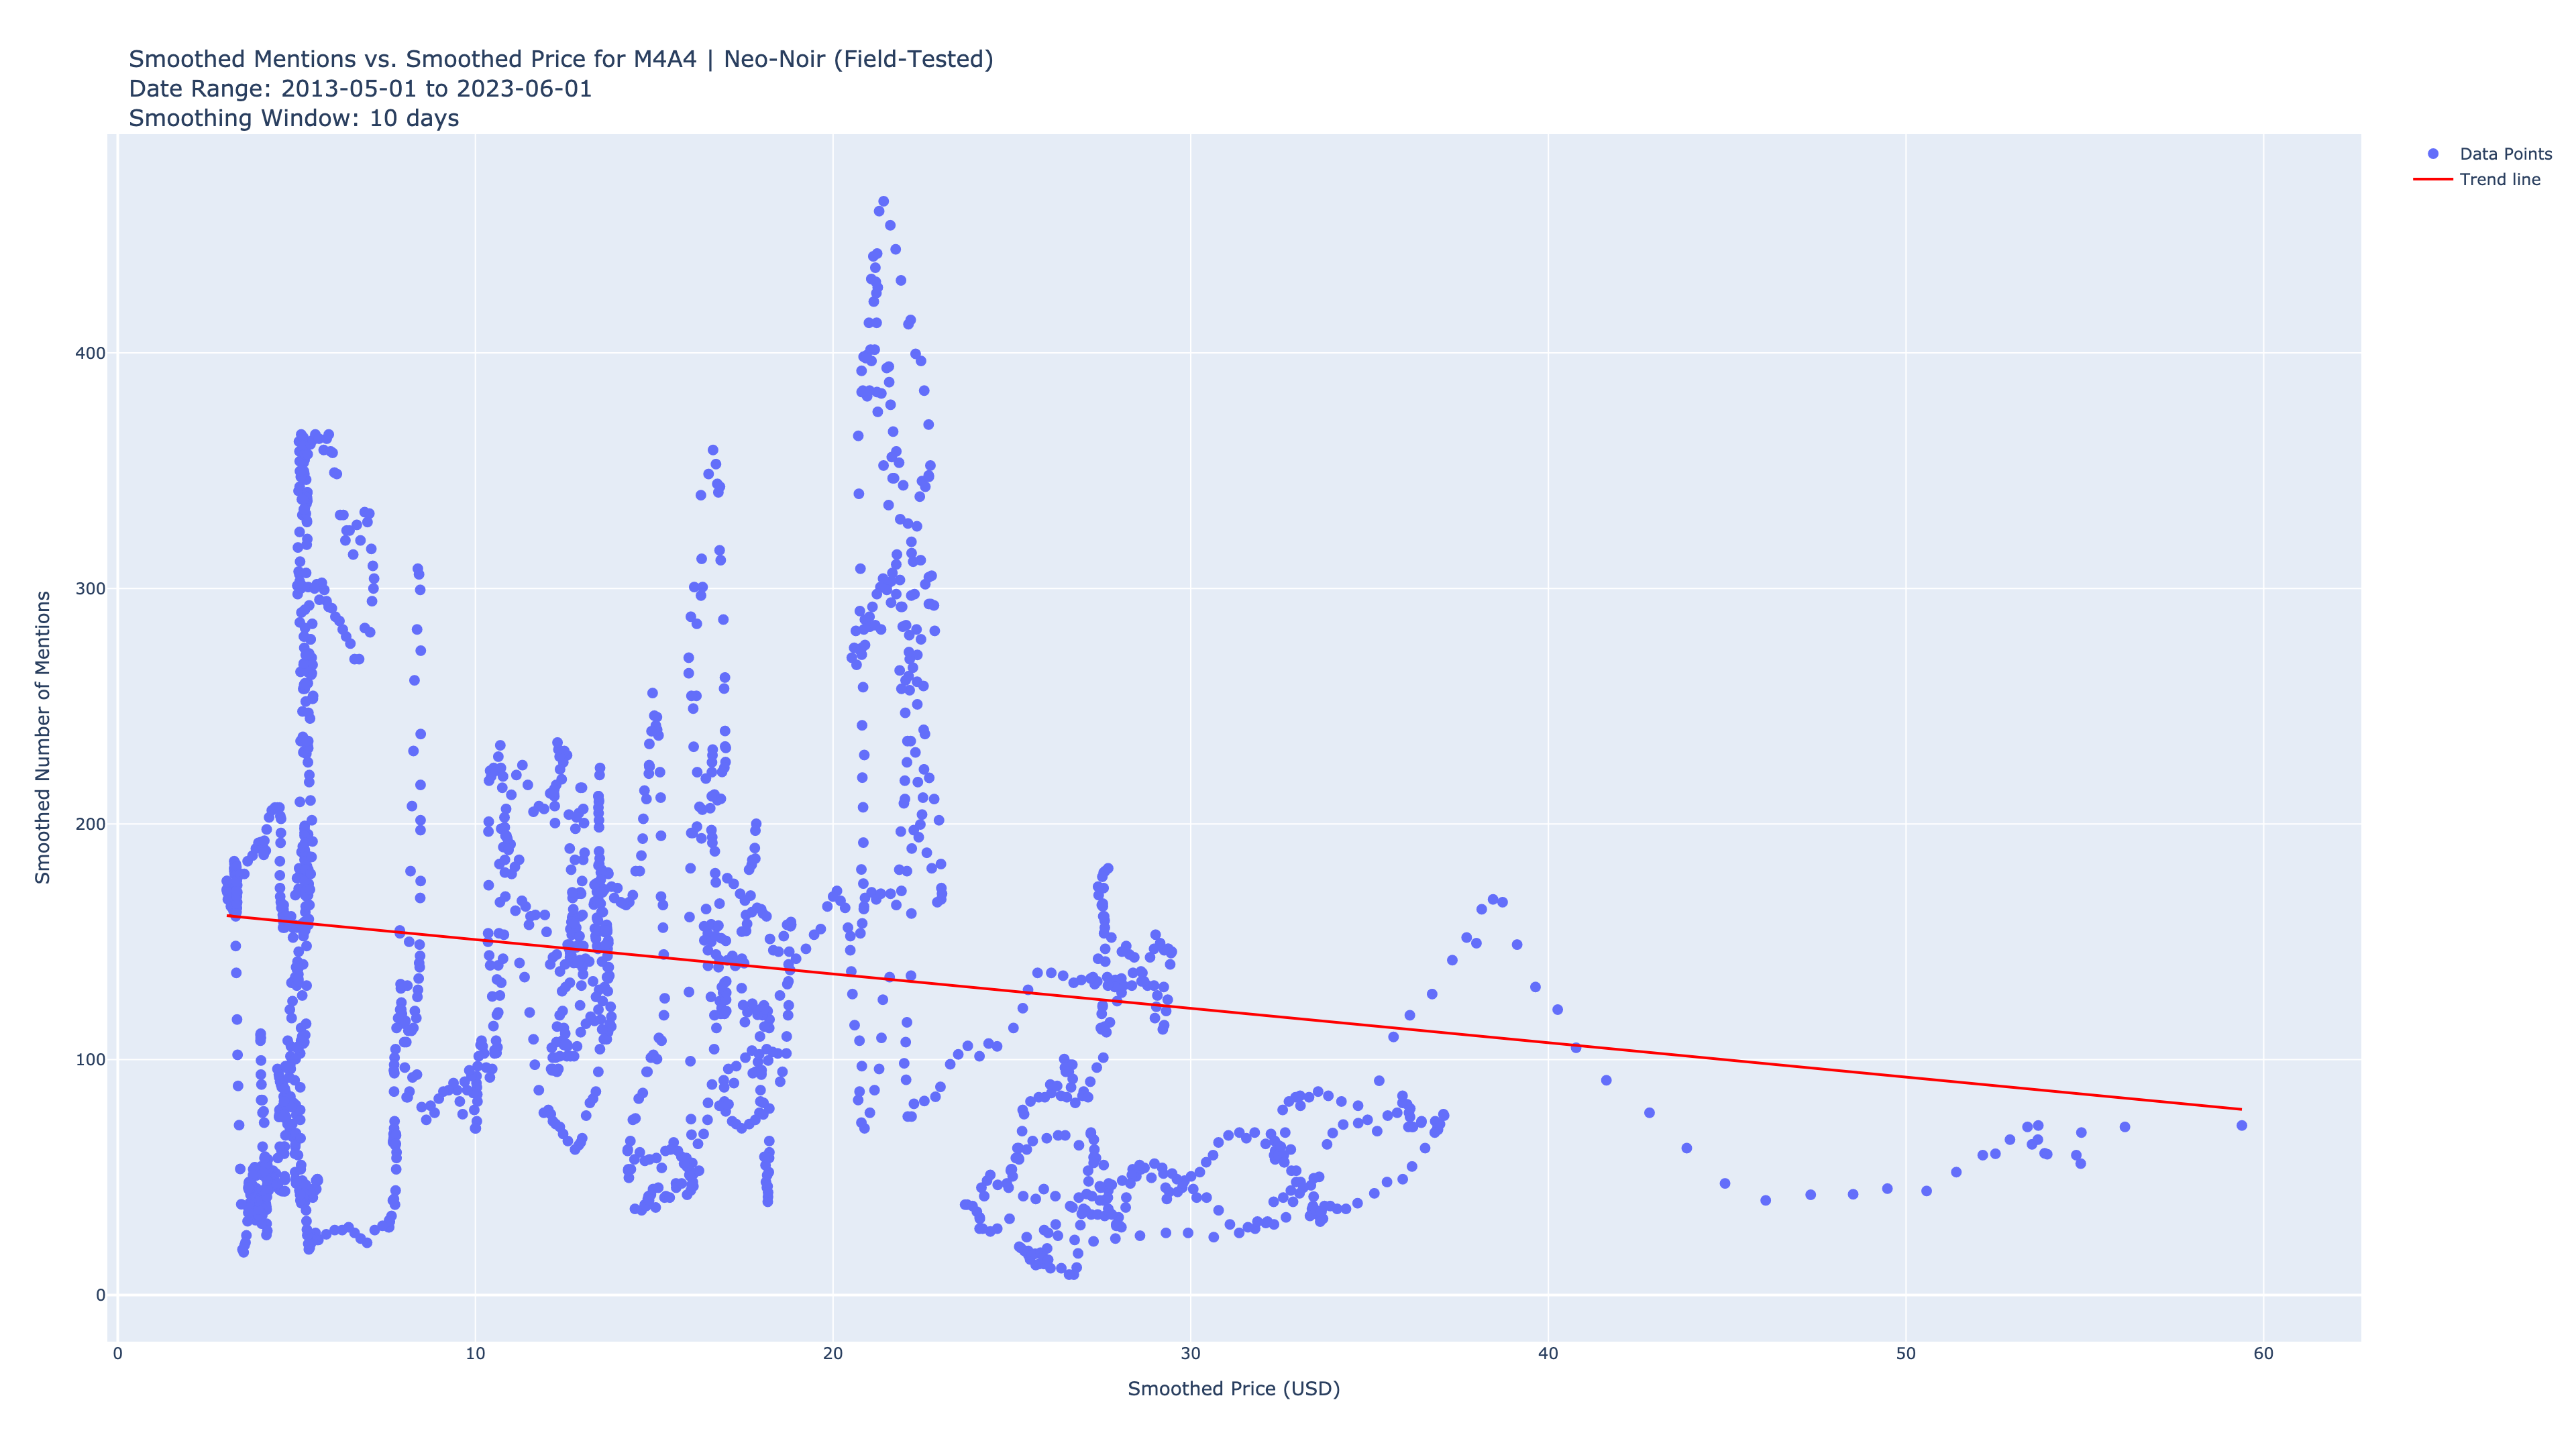 Smoothed Mentions vs. Smoothed Price for M4A4 | Neo-Noir (Field-Tested)
Date Range: 2013-05-01 to 2023-06-01
Smoothing Window: 10 days
Data Points
Trend line
400
300
200
100
0
Smoothed Number of Mentions
0 10 20 30 40 50 60
Smoothed Price (USD)